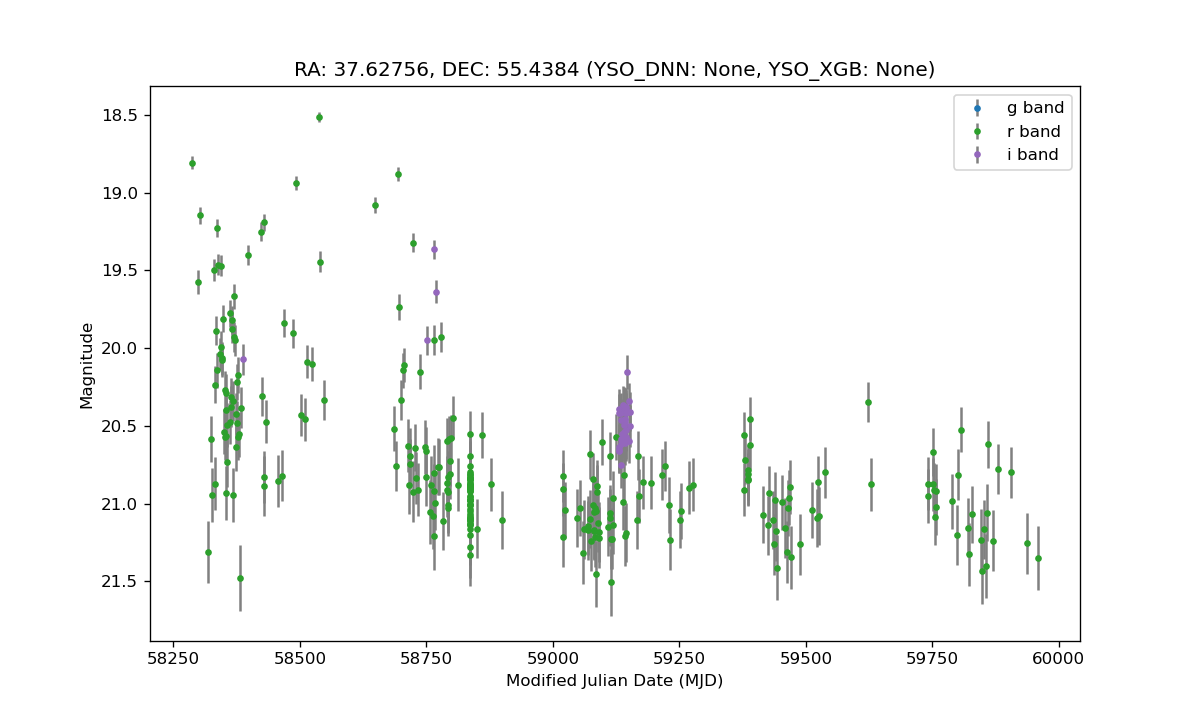 RA: 37.62756, DEC: 55.4384 (YSO_DNN: None, YSO_XGB: None)
g band
r band
i band
18.5
19.0
19.5
20.0
20.5
21.0
21.5
Magnitude
58250 58500 58750 59000 59250 59500 59750 60000
Modified Julian Date (MJD)